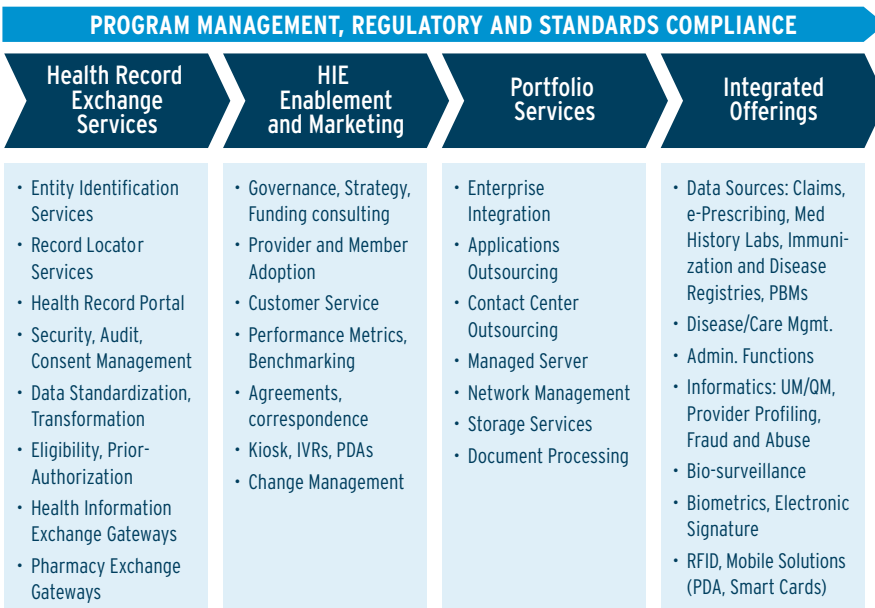 PROGRAM MANAGEMENT, REGULATORY AND STANDARDS COMPLIANCE
Health Record
Exchange
Services
HIE
Enablement
and Marketing
Portfolio
Services
Integrated
Offerings
• Entity Identification
Services
• Record Locator
Services
• Health Record Portal
• Security, Audit,
Consent Management
• Data Standardization,
Transformation
• Eligibility, Prior-
Authorization
• Health Information
Exchange Gateways
• Pharmacy Exchange
Gateways
• Governance, Strategy,
Funding consulting
• Provider and Member
Adoption
• Customer Service
• Performance Metrics,
Benchmarking
• Agreements,
correspondence
• Kiosk, IVRs, PDAs
• Change Management
• Enterprise
Integration
• Applications
Outsourcing
• Contact Center
Outsourcing
• Managed Server
• Network Management
• Storage Services
• Document Processing
• Data Sources: Claims,
e-Prescribing, Med
History Labs, Immuni-
zation and Disease
Registries, PBMs
• Disease/Care Mgmt.
• Admin. Functions
• Informatics: UM/QM,
Provider Profiling,
Fraud and Abuse
• Bio-surveillance
• Biometrics, Electronic
Signature
• RFID, Mobile Solutions
(PDA, Smart Cards)